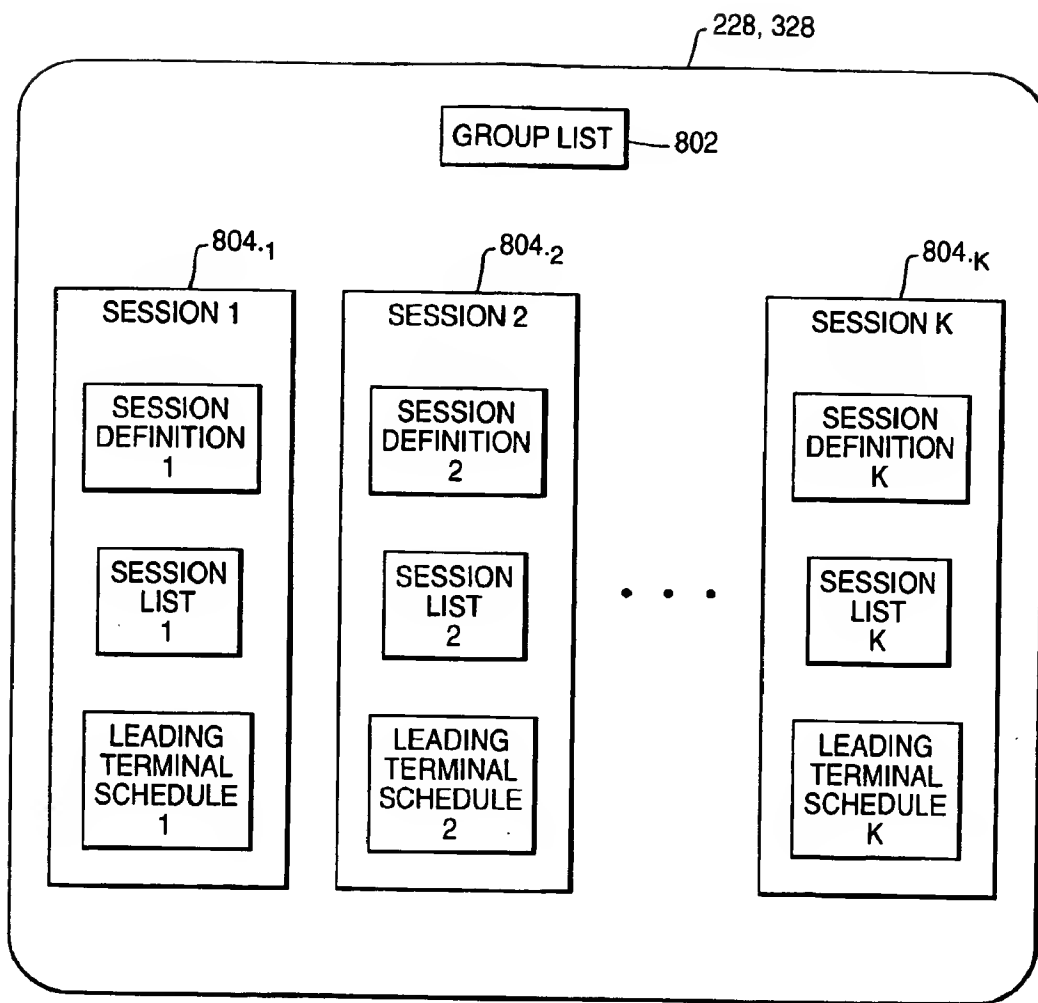 228, 328
GROUP LIST
802
804.1
804.2
804.K
SESSION 1
SESSION DEFINITION 1
SESSION LIST 1
LEADING TERMINAL SCHEDULE 1
SESSION 2
SESSION DEFINITION 2
SESSION LIST 2
LEADING TERMINAL SCHEDULE 2
• • •
SESSION K
SESSION DEFINITION K
SESSION LIST K
LEADING TERMINAL SCHEDULE K